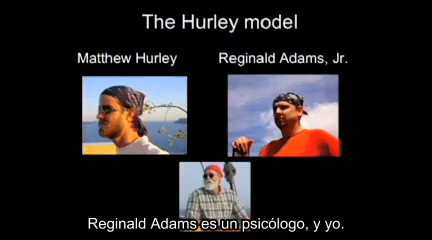 The Hurley model
Matthew Hurley
Reginald Adams, Jr.
Reginald Adams es un psicólogo, y yo.